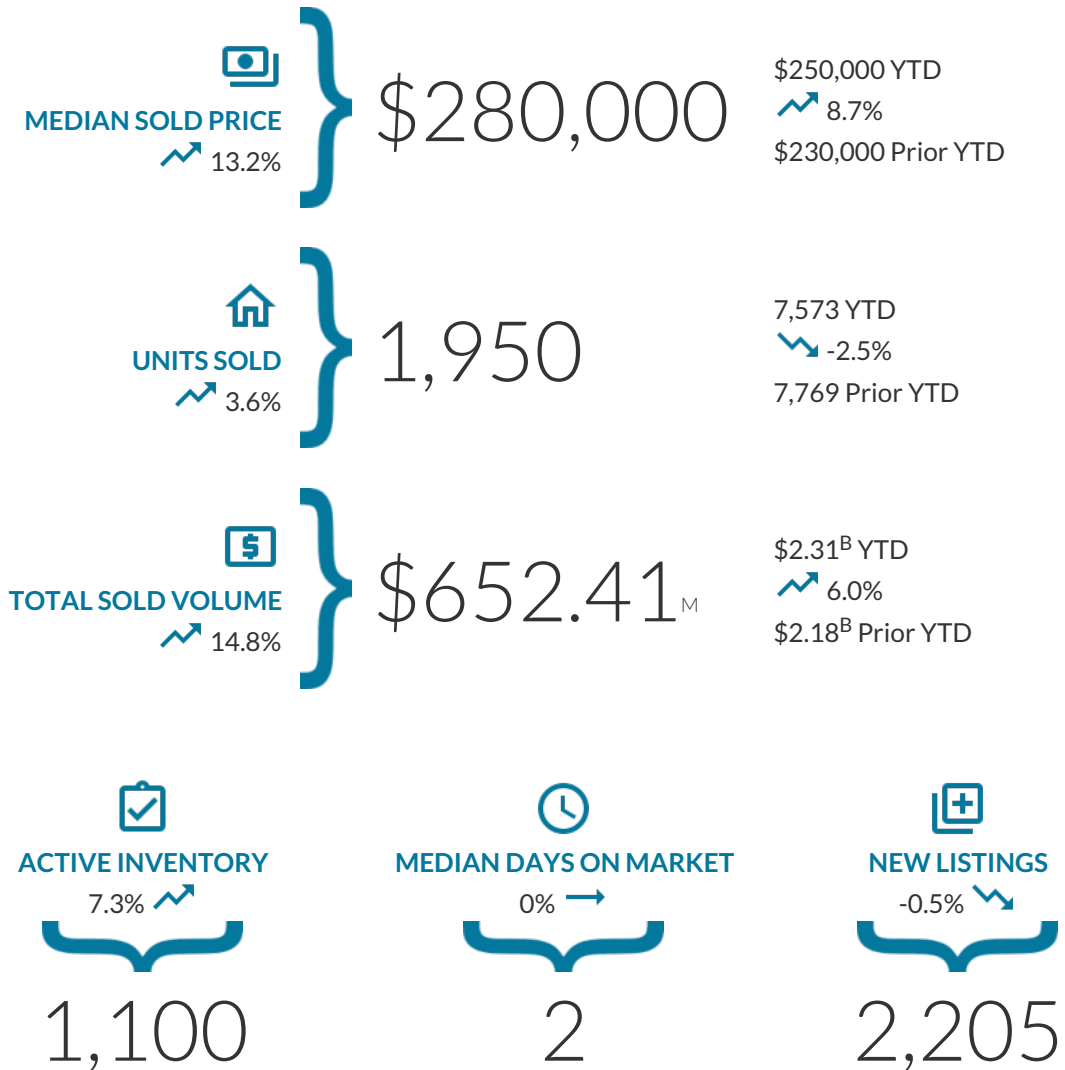 MEDIAN SOLD PRICE
13.2%
$280,000
$250,000 YTD
8.7%
$230,000 Prior YTD
UNITS SOLD
3.6%
1,950
7,573 YTD
-2.5%
7,769 Prior YTD
TOTAL SOLD VOLUME
14.8%
$652.41M
$2.31B YTD
6.0%
$2.18B Prior YTD
ACTIVE INVENTORY
7.3%
1,100
MEDIAN DAYS ON MARKET
0%
2
NEW LISTINGS
-0.5%
2,205